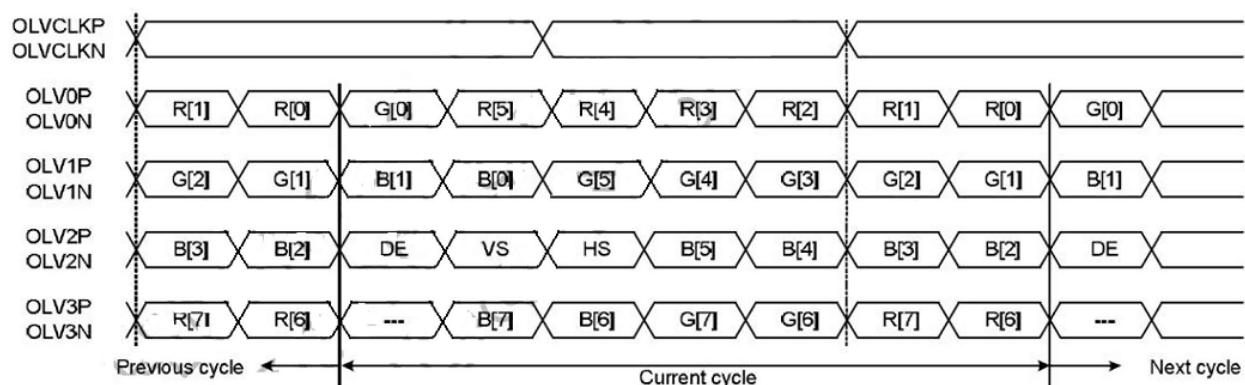 OLVCLKP
OLVCLKN
OLV0P
OLV0N
R[1] R[0] G[0] R[5] R[4] R[3] R[2] R[1] R[0] G[0]
OLV1P
OLV1N
G[2] G[1] B[1] B[0] G[5] G[4] G[3] G[2] G[1] B[1]
OLV2P
OLV2N
B[3] B[2] DE VS HS B[5] B[4] B[3] B[2] DE
OLV3P
OLV3N
R[7] R[6] --- B[7] B[6] G[7] G[6] R[7] R[6] ---
Previous cycle Current cycle Next cycle